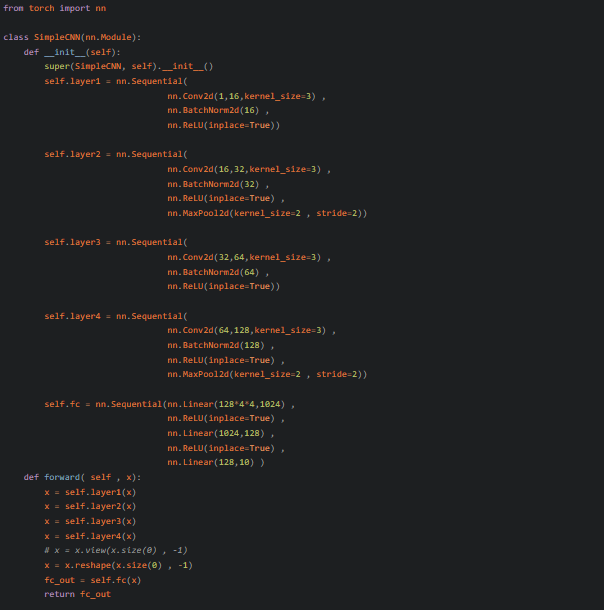 from torch import nn
class SimpleCNN(nn.Module):
def __init__(self):
super(SimpleCNN, self).__init__()
self.layer1 = nn.Sequential(
nn.Conv2d(1,16,kernel_size=3) ,
nn.BatchNorm2d(16) ,
nn.ReLU(inplace=True))
self.layer2 = nn.Sequential(
nn.Conv2d(16,32,kernel_size=3) ,
nn.BatchNorm2d(32) ,
nn.ReLU(inplace=True) ,
nn.MaxPool2d(kernel_size=2 , stride=2))
self.layer3 = nn.Sequential(
nn.Conv2d(32,64,kernel_size=3) ,
nn.BatchNorm2d(64) ,
nn.ReLU(inplace=True))
self.layer4 = nn.Sequential(
nn.Conv2d(64,128,kernel_size=3) ,
nn.BatchNorm2d(128) ,
nn.ReLU(inplace=True) ,
nn.MaxPool2d(kernel_size=2 , stride=2))
self.fc = nn.Sequential(nn.Linear(128*4*4,1024) ,
nn.ReLU(inplace=True) ,
nn.Linear(1024,128) ,
nn.ReLU(inplace=True) ,
nn.Linear(128,10) )
def forward( self , x):
x = self.layer1(x)
x = self.layer2(x)
x = self.layer3(x)
x = self.layer4(x)
# x = x.view(x.size(0) , -1)
x = x.reshape(x.size(0) , -1)
fc_out = self.fc(x)
return fc_out